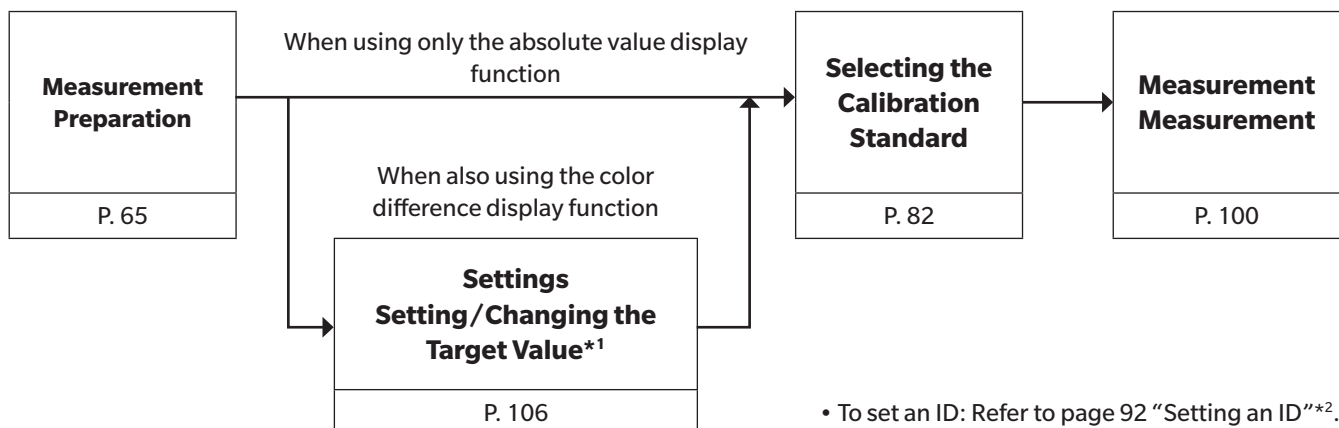 Measurement
Preparation
P. 65
When using only the absolute value display
function
When also using the color
difference display function
Settings
Setting/Changing the
Target Value*1
P. 106
Selecting the
Calibration
Standard
P. 82
Measurement
Measurement
P. 100
• To set an ID: Refer to page 92 “Setting an ID”*2.